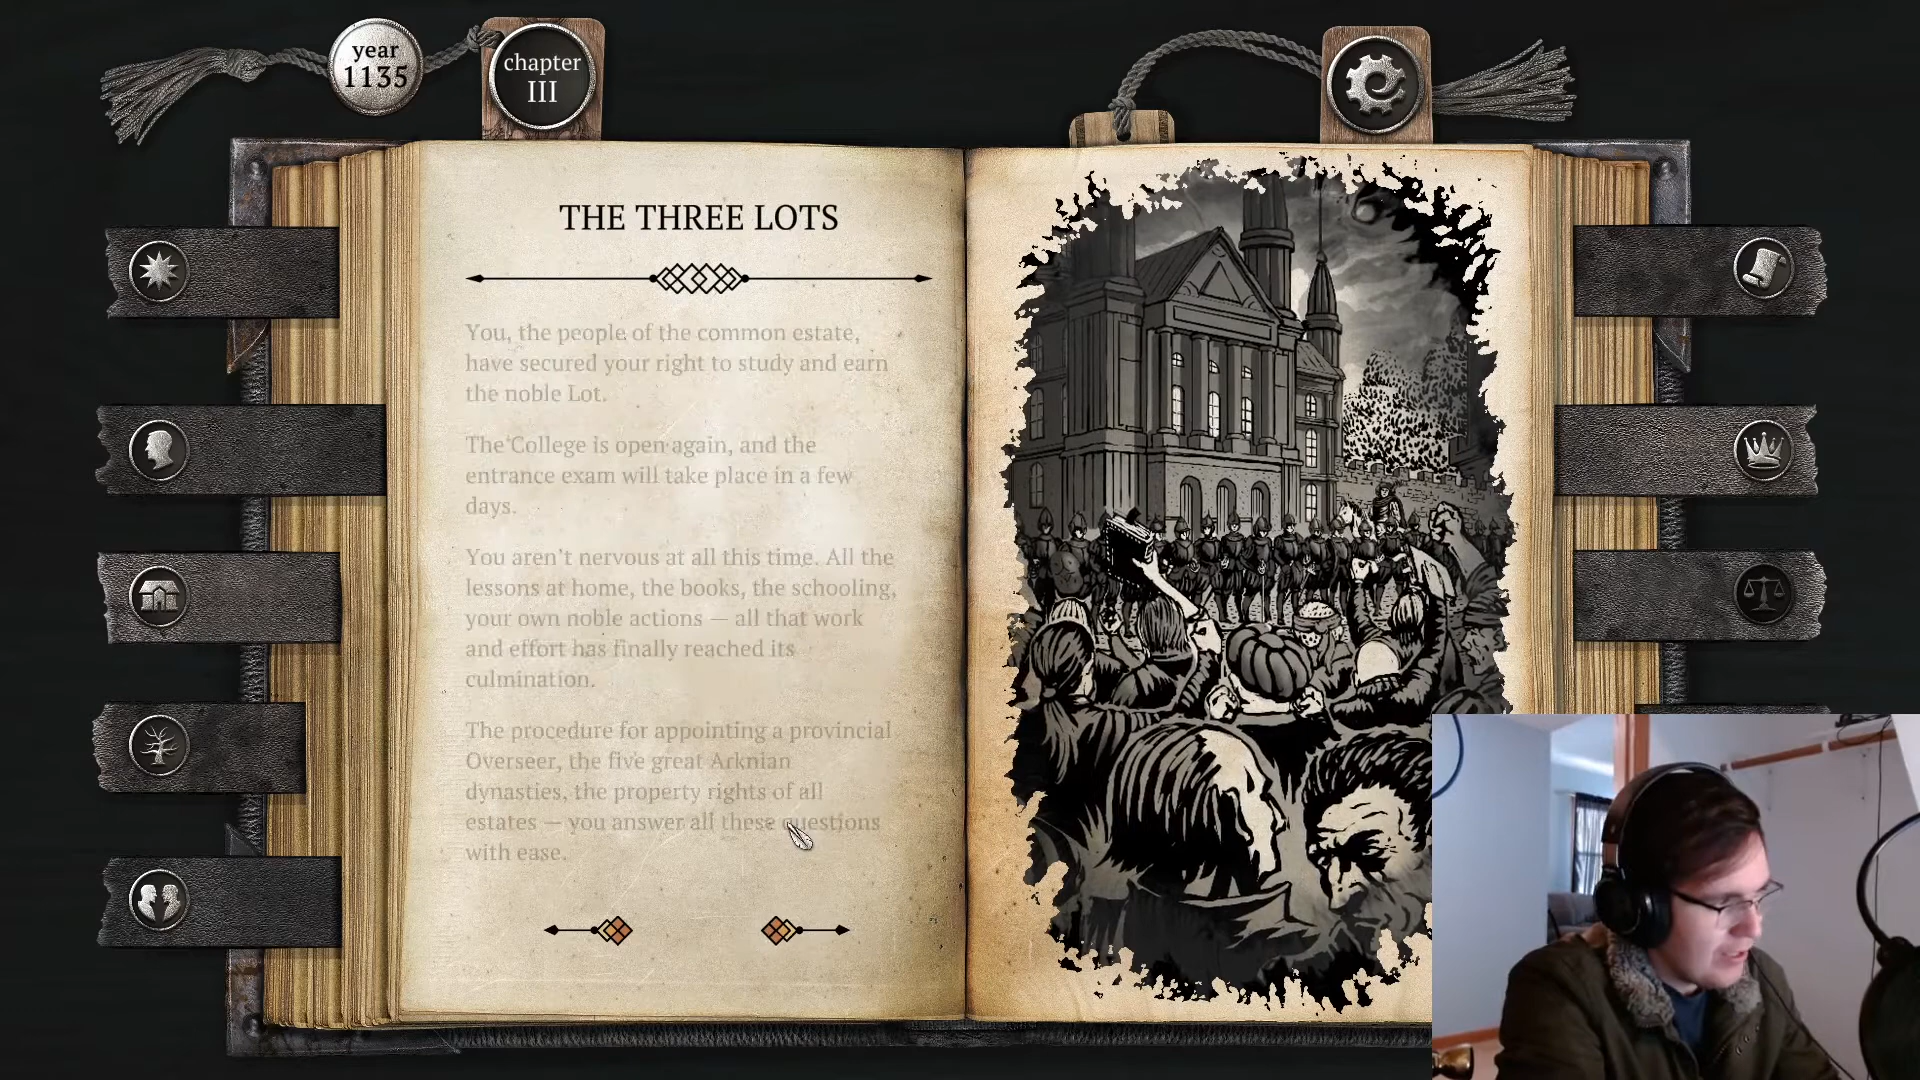 year
1135
chapter
III
THE THREE LOTS
You, the people of the common estate,
have secured your right to study and earn
the noble Lot.
The College is open again, and the
entrance exam will take place in a few
days.
You aren't nervous at all this time. All the
lessons at home, the books, the schooling,
your own noble actions — all that work
and effort has finally reached its
culmination.
The procedure for appointing a provincial
Overseer, the five great Arknian
dynasties, the property rights of all
estates — you answer all these questions
with ease.